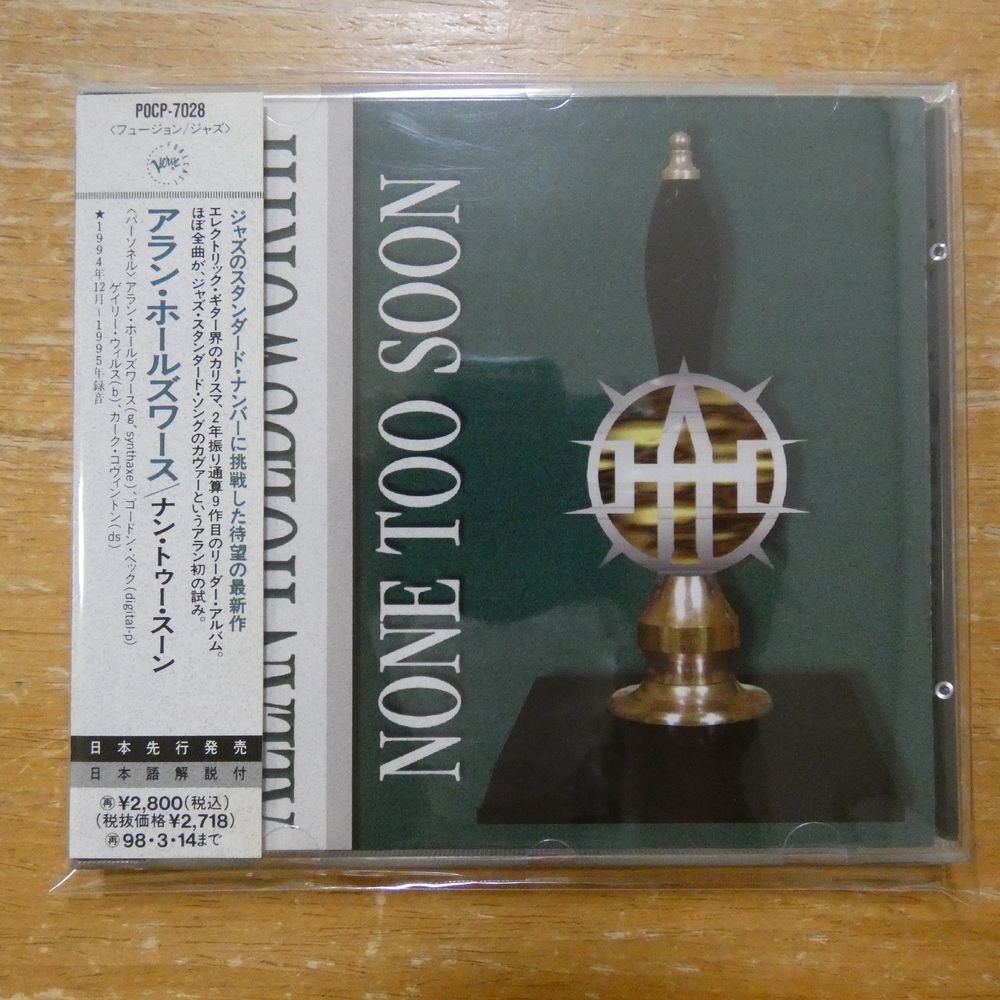 POCP-7028
〈フュージョン/ジャズ〉
Verve
ジャズのスタンダード・ナンバーに挑戦した待望の最新作
エレクトリック・ギター界のカリスマ、2年振り通算9作目のリーダー・アルバム。
ほぼ全曲が、ジャズ・スタンダード・ソングのカヴァーというアラン初の試み。
アラン・ホールズワース/ナン・トゥー・スーン
〈パーソネル〉アラン・ホールズワース(g, synthaxe)、ゴードン・ベック(digital-p)
ゲイリー・ウィルス(b)、カーク・コヴィントン(ds)
★1994年12月~1995年録音
日本先行発売
日本語解説付
再 ¥2,800(税込)
(税抜価格¥2,718)
再 98・3・14まで
ALLAN HOLDSWORTH
NONE TOO SOON